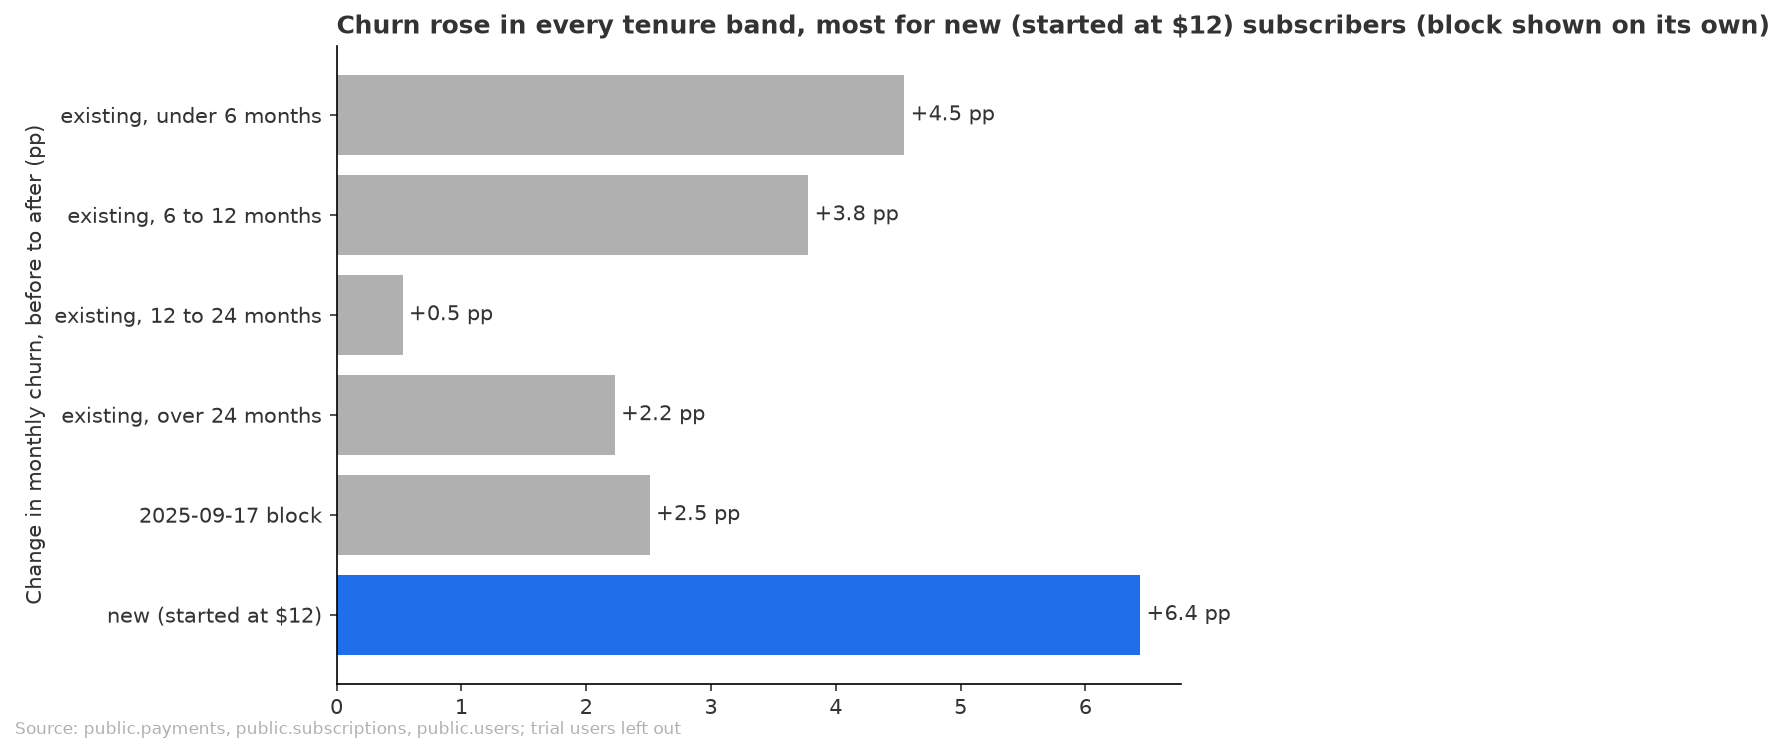 Churn rose in every tenure band, most for new (started at $12) subscribers (block shown on its own)
Change in monthly churn, before to after (pp)
existing, under 6 months
+4.5 pp
existing, 6 to 12 months
+3.8 pp
existing, 12 to 24 months
+0.5 pp
existing, over 24 months
+2.2 pp
2025-09-17 block
+2.5 pp
new (started at $12)
+6.4 pp
0 1 2 3 4 5 6
Source: public.payments, public.subscriptions, public.users; trial users left out